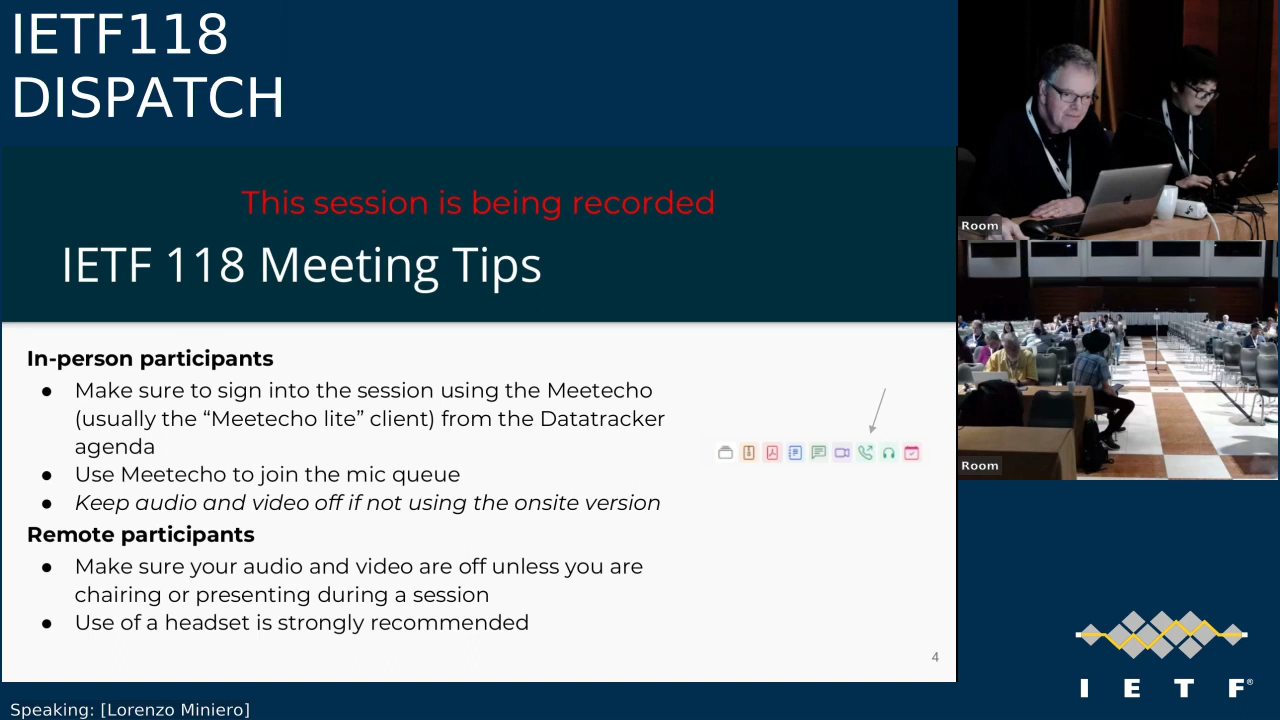 IETF118
DISPATCH
This session is being recorded
IETF 118 Meeting Tips
In-person participants
● Make sure to sign into the session using the Meetecho
(usually the “Meetecho lite” client) from the Datatracker
agenda
● Use Meetecho to join the mic queue
● Keep audio and video off if not using the onsite version
Remote participants
● Make sure your audio and video are off unless you are
chairing or presenting during a session
● Use of a headset is strongly recommended
4
Room
Room
I E T F®
Speaking: [Lorenzo Miniero]